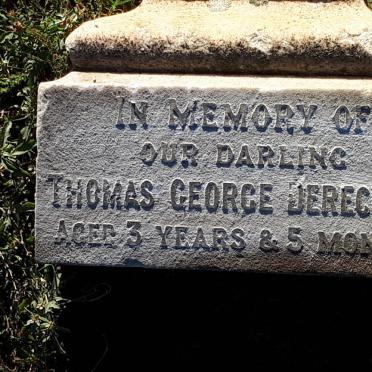 IN MEMORY OF
OUR DARLING
THOMAS GEORGE DEREC
AGED 3 YEARS & 5 MON